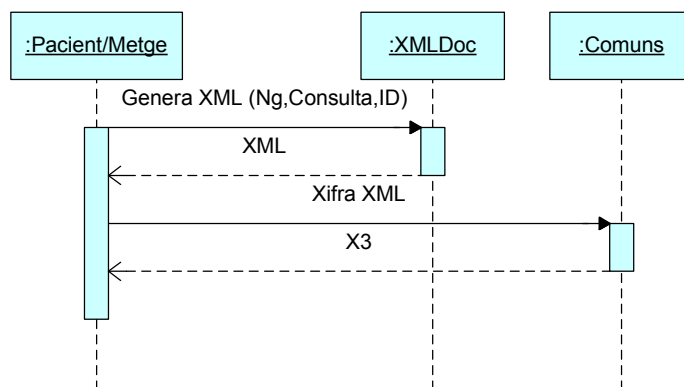 :Pacient/Metge
:XMLDoc
:Comuns
Genera XML (Ng,Consulta,ID)
XML
Xifra XML
X3